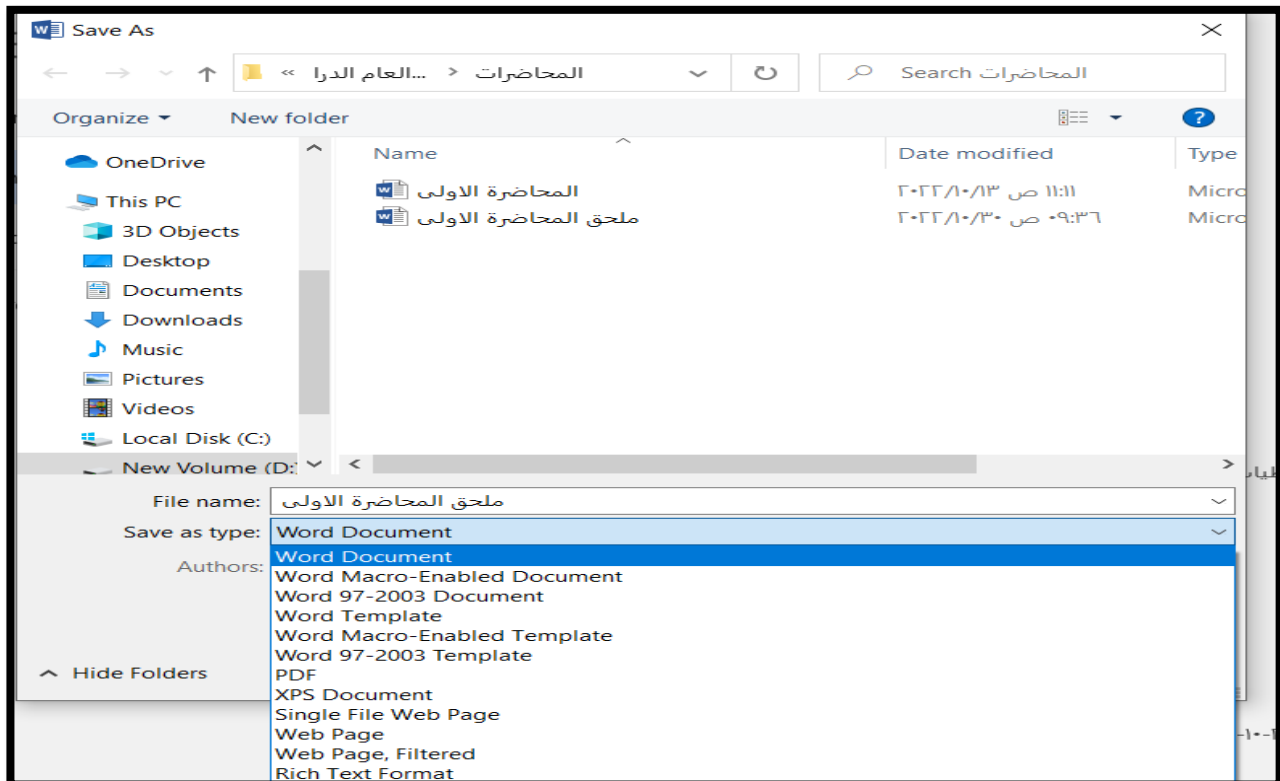 Save As
المحاضرات < العام الدرا... «
Search المحاضرات
Organize
New folder
Name
Date modified
Type
OneDrive
This PC
3D Objects
Desktop
Documents
Downloads
Music
Pictures
Videos
Local Disk (C:)
New Volume (D:)
المحاضرة الاولى
١١:١١ ص ٢٠٢٢/١٠/١٣
Micro
ملحق المحاضرة الاولى
٠٩:٣٦ ص ٢٠٢٢/١٠/٣٠
Micro
File name: ملحق المحاضرة الاولى
Save as type: Word Document
Authors:
Word Document
Word Macro-Enabled Document
Word 97-2003 Document
Word Template
Word Macro-Enabled Template
Word 97-2003 Template
PDF
XPS Document
Single File Web Page
Web Page
Web Page, Filtered
Rich Text Format
Hide Folders